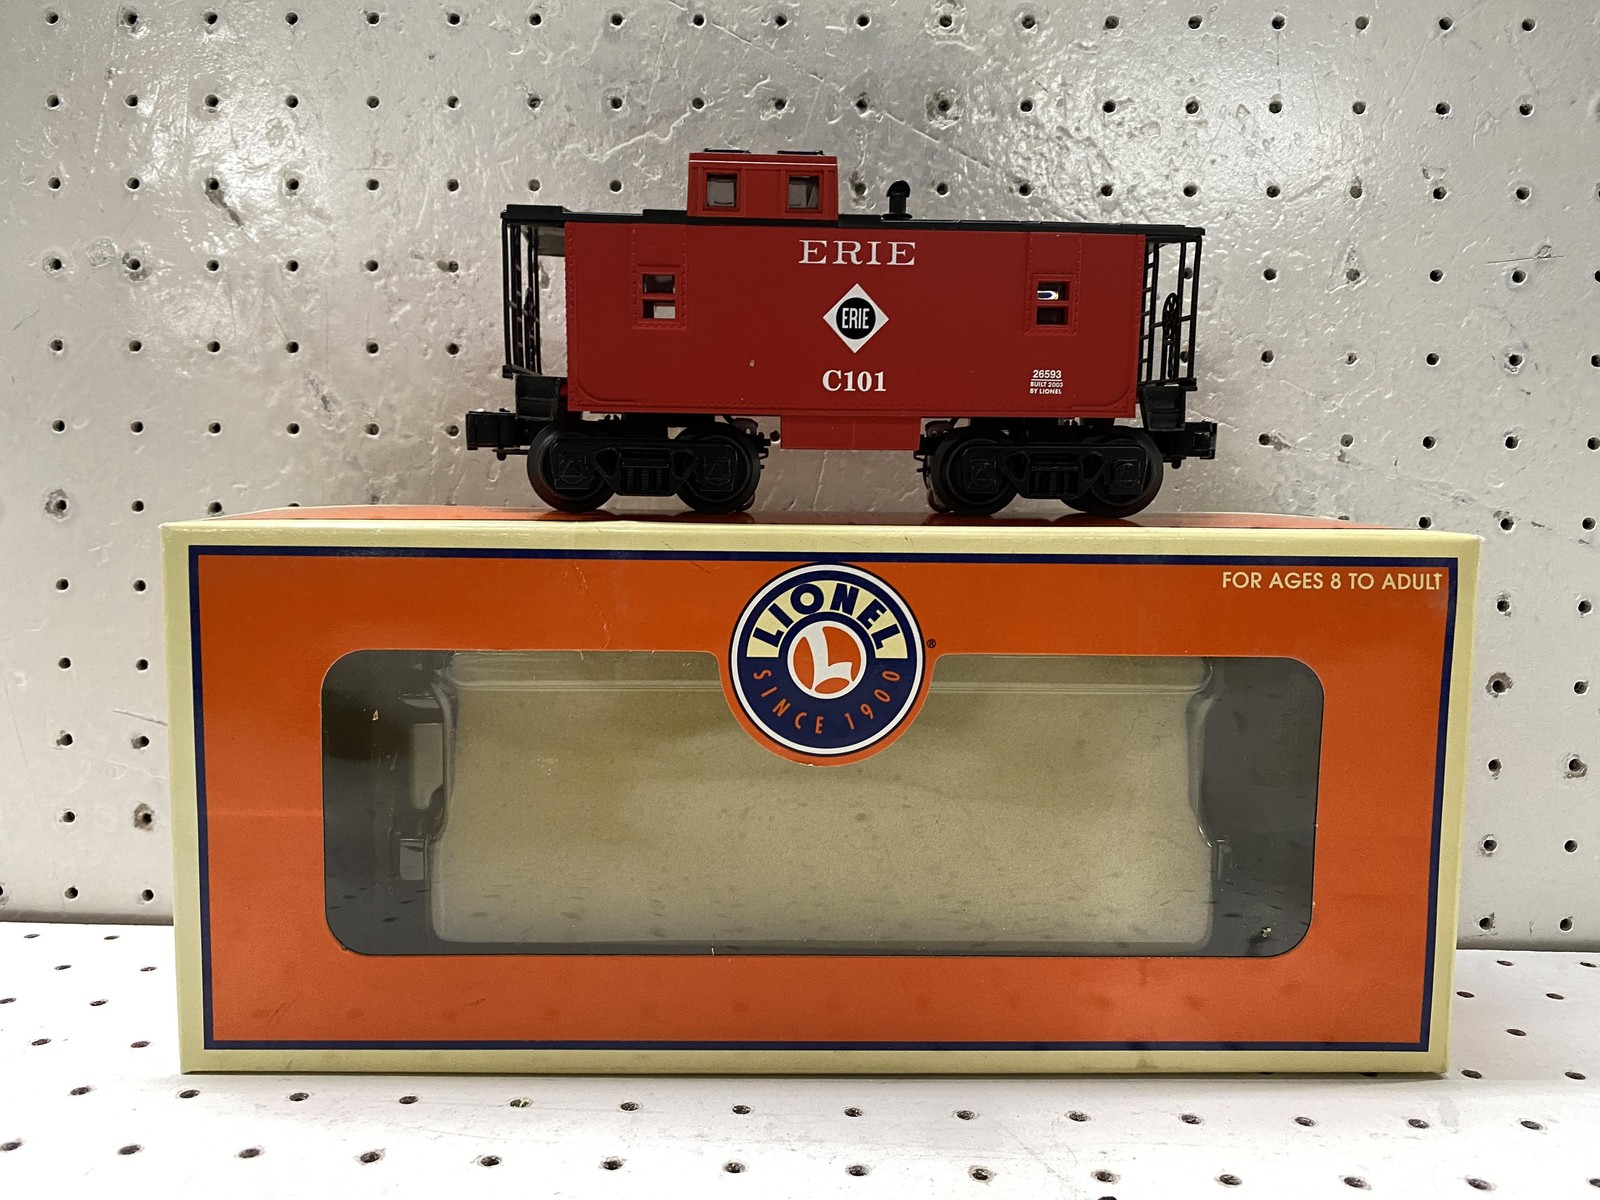 ERIE
ERIE
C101
26593
BUILT 2003
BY LIONEL
FOR AGES 8 TO ADULT
LIONEL
L
SINCE 1900
®